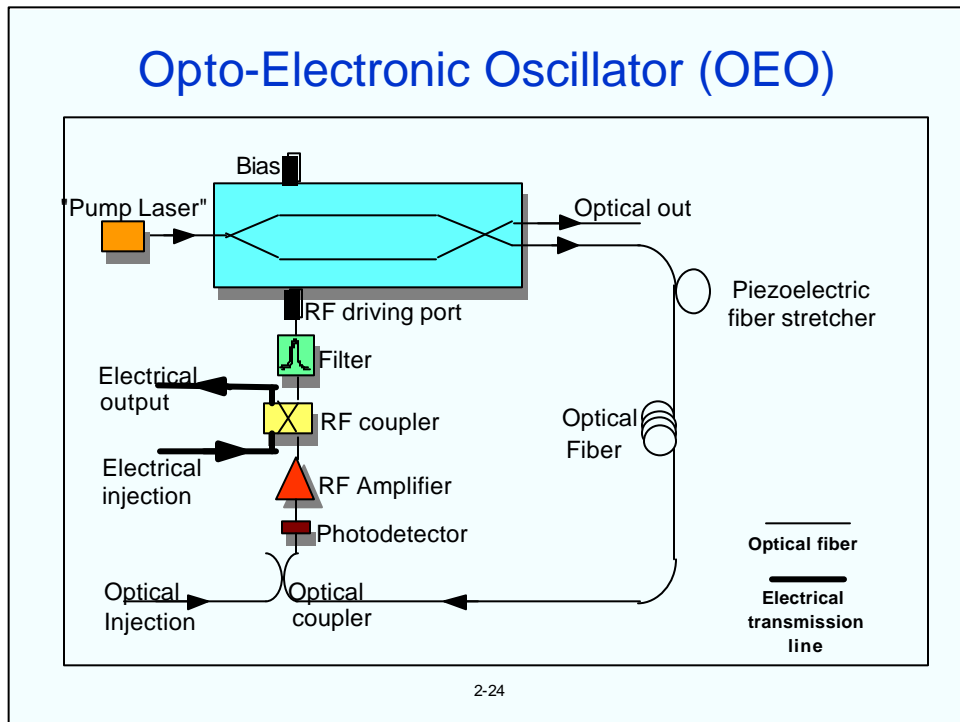 Opto-Electronic Oscillator (OEO)
Bias
"Pump Laser"
Optical out
RF driving port
Piezoelectric
fiber stretcher
Filter
Electrical
output
RF coupler
Optical
Fiber
Electrical
injection
RF Amplifier
Photodetector
Optical fiber
Optical
Injection
Optical
coupler
Electrical
transmission
line
2-24